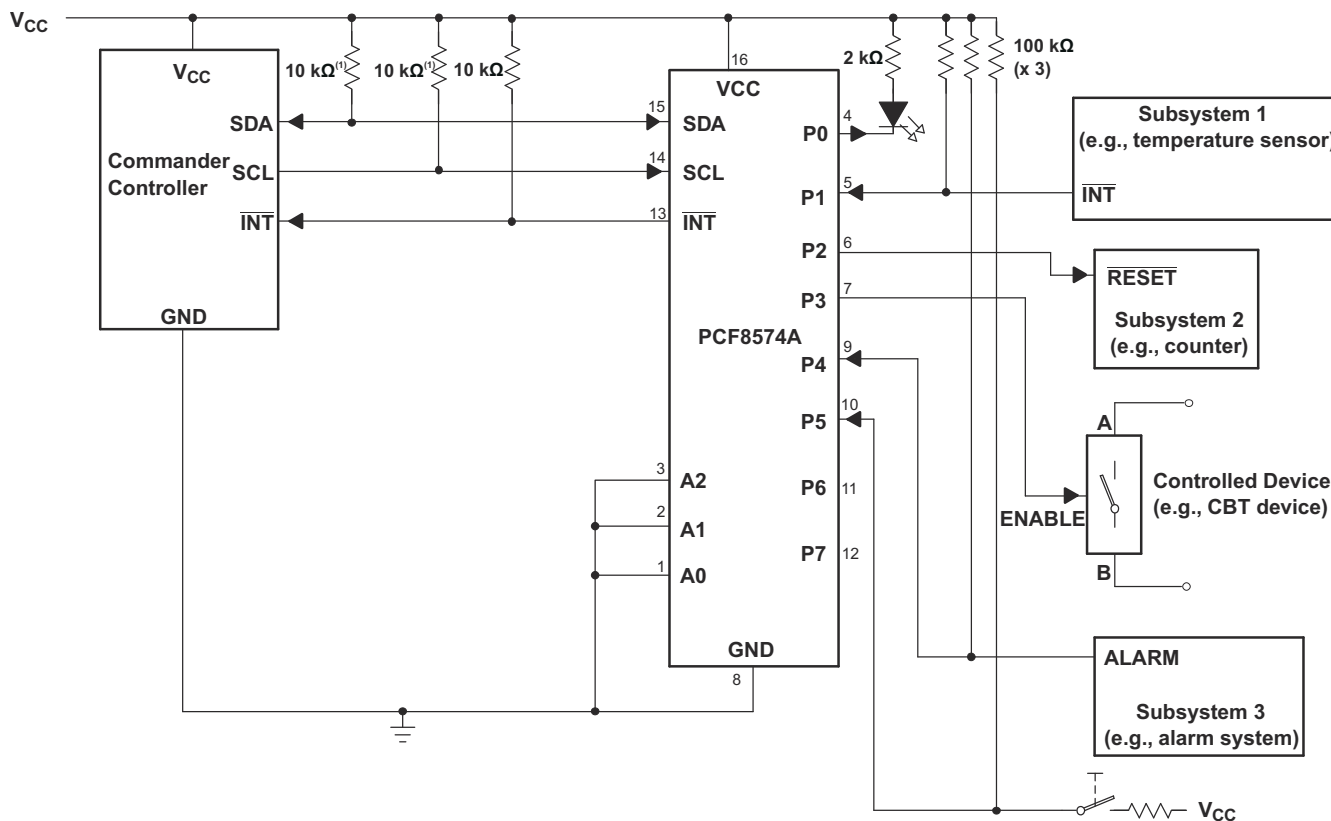 V_CC
V_CC
10 kΩ(1)
10 kΩ(1)
10 kΩ
SDA
Commander
Controller
SCL
INT
GND
16
VCC
15
SDA
14
SCL
13
INT
PCF8574A
3
A2
2
A1
1
A0
GND
8
P0
4
P1
5
P2
6
P3
7
P4
9
P5
10
P6
11
P7
12
2 kΩ
100 kΩ
(x 3)
Subsystem 1
(e.g., temperature sensor)
INT
RESET
Subsystem 2
(e.g., counter)
A
ENABLE
B
Controlled Device
(e.g., CBT device)
ALARM
Subsystem 3
(e.g., alarm system)
V_CC